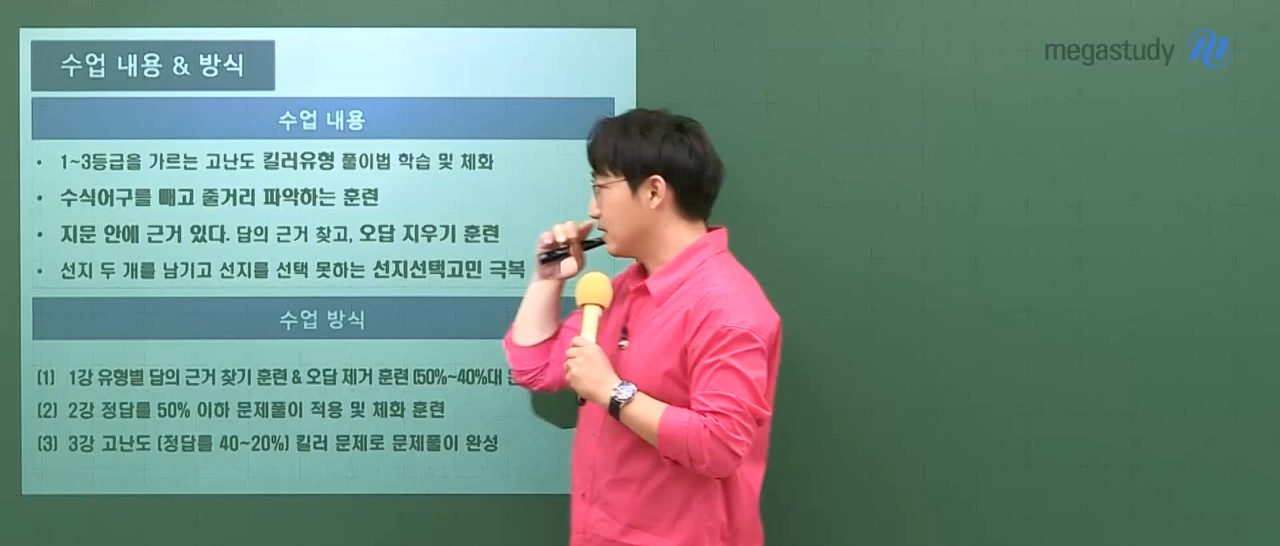 megastudy
수업 내용 & 방식
수업 내용
• 1~3등급을 가르는 고난도 킬러유형 풀이법 학습 및 체화
• 수식어구를 빼고 줄거리 파악하는 훈련
• 지문 안에 근거 있다. 답의 근거 찾고, 오답 지우기 훈련
• 선지 두 개를 남기고 선지를 선택 못하는 선지선택고민 극복
수업 방식
(1) 1강 유형별 답의 근거 찾기 훈련 & 오답 제거 훈련 (50%~40%대
(2) 2강 정답률 50% 이하 문제풀이 적용 및 체화 훈련
(3) 3강 고난도 (정답률 40~20%) 킬러 문제로 문제풀이 완성